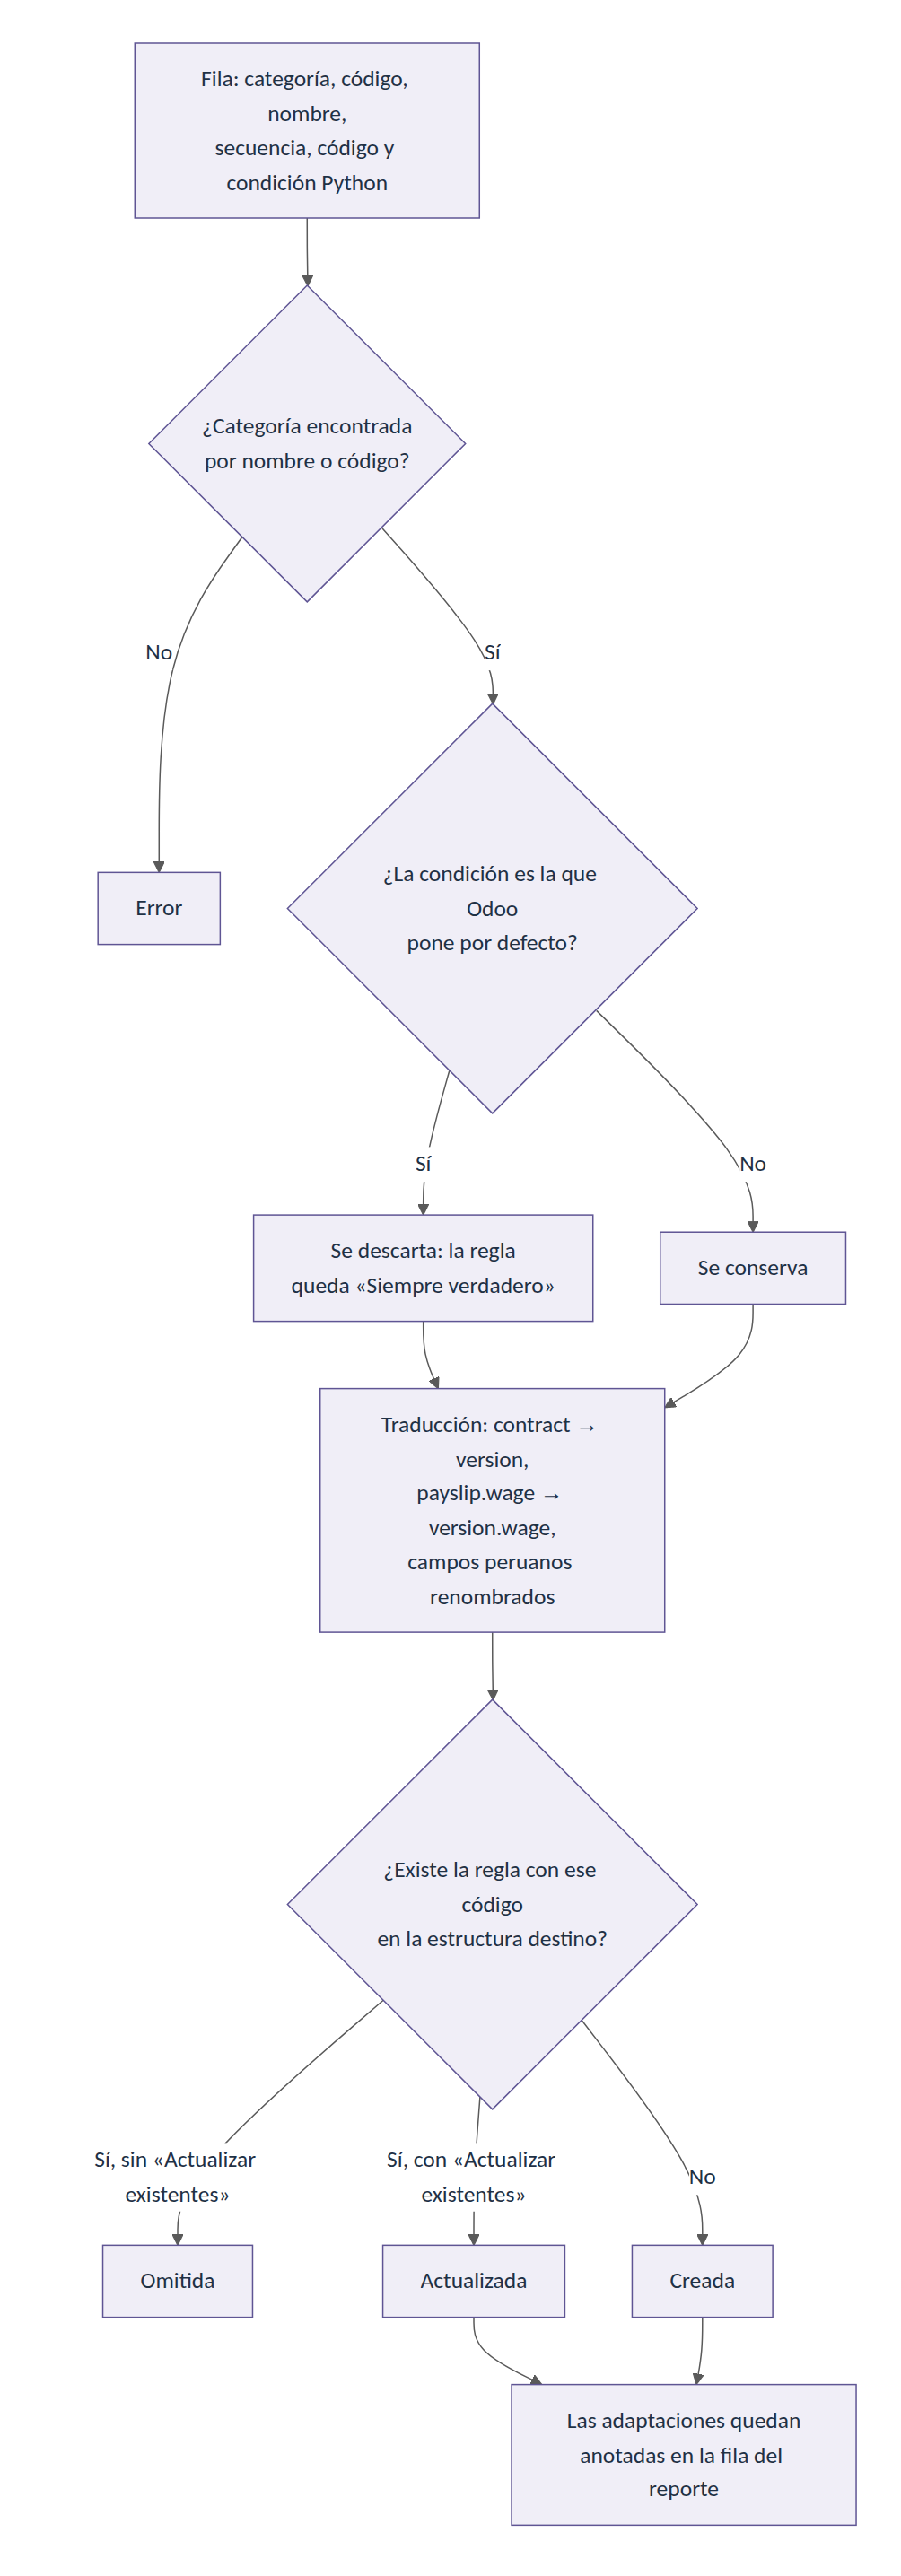 Fila: categoría, código,
nombre,
secuencia, código y
condición Python
¿Categoría encontrada
por nombre o código?
No
Sí
Error
¿La condición es la que
Odoo
pone por defecto?
Sí
No
Se descarta: la regla
queda «Siempre verdadero»
Se conserva
Traducción: contract →
version,
payslip.wage →
version.wage,
campos peruanos
renombrados
¿Existe la regla con ese
código
en la estructura destino?
Sí, sin «Actualizar
existentes»
Sí, con «Actualizar
existentes»
No
Omitida
Actualizada
Creada
Las adaptaciones quedan
anotadas en la fila del
reporte